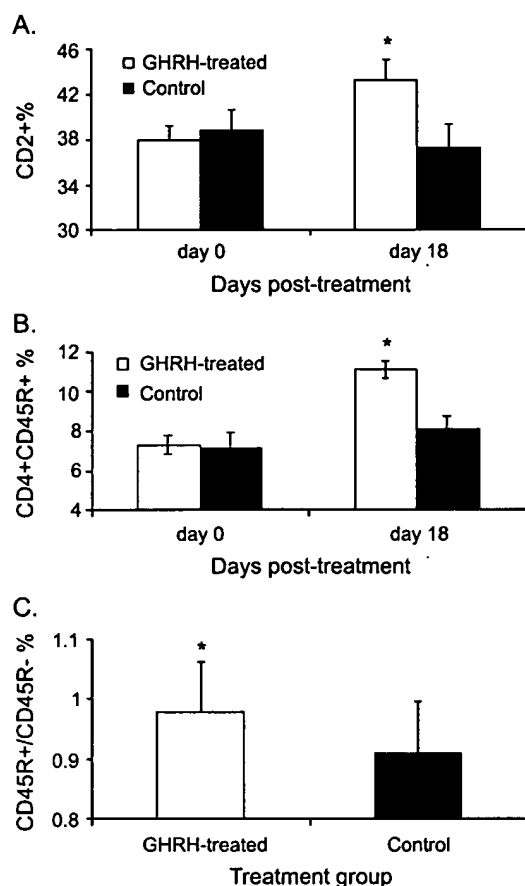 A.
CD2+%
46
42
38
34
30
GHRH-treated
Control
*
day 0
day 18
Days post-treatment
B.
CD4+CD45R+ %
12
10
8
6
4
GHRH-treated
Control
*
day 0
day 18
Days post-treatment
C.
CD45R+/CD45R- %
1.1
1
0.9
0.8
*
GHRH-treated
Control
Treatment group